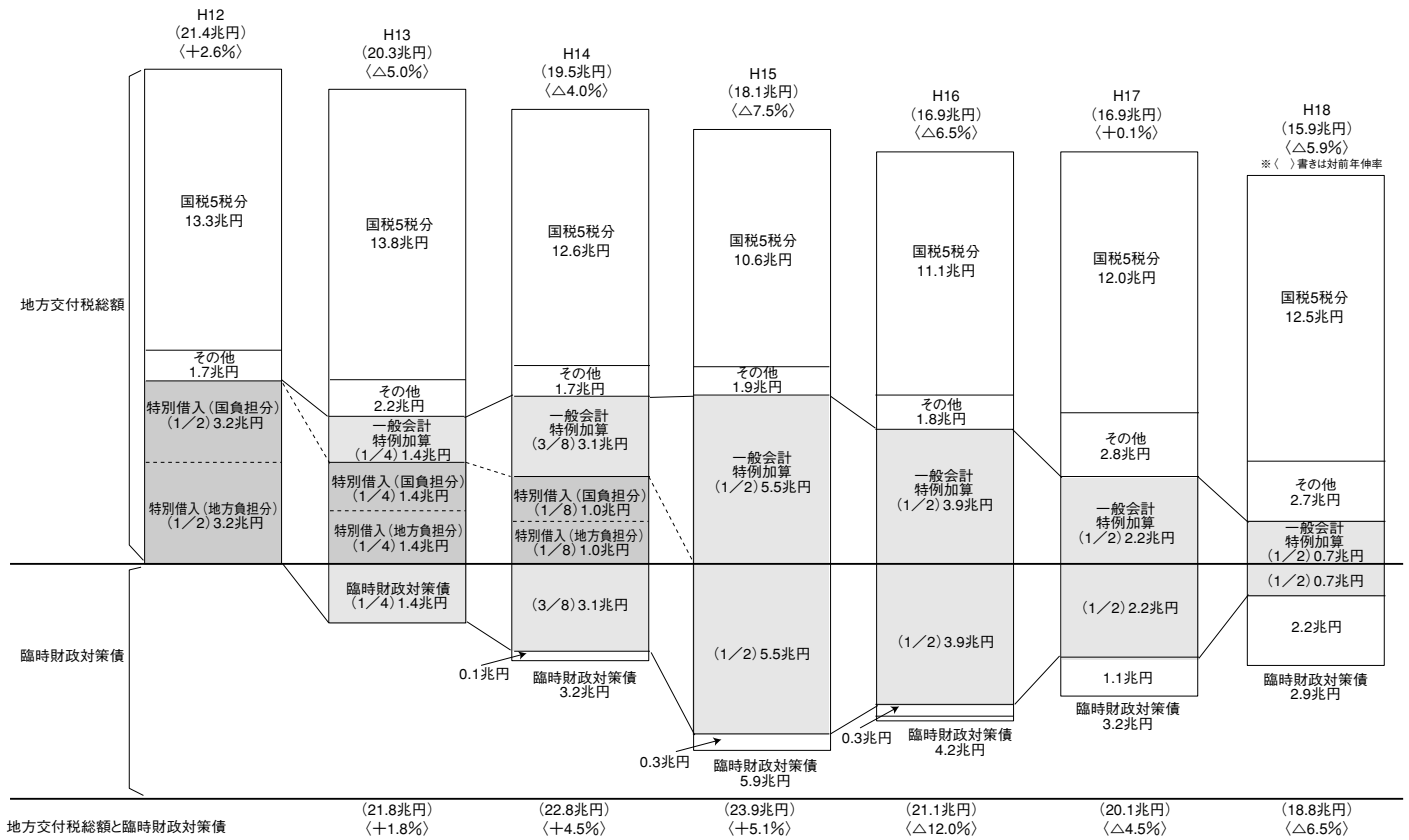 H12
(21.4兆円)
〈+2.6%〉
国税5税分
13.3兆円
その他
1.7兆円
特別借入(国負担分)
(1/2)3.2兆円
特別借入(地方負担分)
(1/2)3.2兆円
H13
(20.3兆円)
〈△5.0%〉
国税5税分
13.8兆円
その他
2.2兆円
一般会計
特例加算
(1/4)1.4兆円
特別借入(国負担分)
(1/4)1.4兆円
特別借入(地方負担分)
(1/4)1.4兆円
臨時財政対策債
(1/4)1.4兆円
H14
(19.5兆円)
〈△4.0%〉
国税5税分
12.6兆円
その他
1.7兆円
一般会計
特例加算
(3/8)3.1兆円
特別借入(国負担分)
(1/8)1.0兆円
特別借入(地方負担分)
(1/8)1.0兆円
(3/8)3.1兆円
0.1兆円
臨時財政対策債
3.2兆円
H15
(18.1兆円)
〈△7.5%〉
国税5税分
10.6兆円
その他
1.9兆円
一般会計
特例加算
(1/2)5.5兆円
(1/2)5.5兆円
0.3兆円
臨時財政対策債
5.9兆円
H16
(16.9兆円)
〈△6.5%〉
国税5税分
11.1兆円
その他
1.8兆円
一般会計
特例加算
(1/2)3.9兆円
(1/2)3.9兆円
0.3兆円
臨時財政対策債
4.2兆円
H17
(16.9兆円)
〈+0.1%〉
国税5税分
12.0兆円
その他
2.8兆円
一般会計
特例加算
(1/2)2.2兆円
(1/2)2.2兆円
1.1兆円
臨時財政対策債
3.2兆円
H18
(15.9兆円)
〈△5.9%〉
※〈 〉書きは対前年伸率
国税5税分
12.5兆円
その他
2.7兆円
一般会計
特例加算
(1/2)0.7兆円
(1/2)0.7兆円
2.2兆円
臨時財政対策債
2.9兆円
地方交付税総額
臨時財政対策債
地方交付税総額と臨時財政対策債
(21.8兆円)
〈+1.8%〉
(22.8兆円)
〈+4.5%〉
(23.9兆円)
〈+5.1%〉
(21.1兆円)
〈△12.0%〉
(20.1兆円)
〈△4.5%〉
(18.8兆円)
〈△6.5%〉